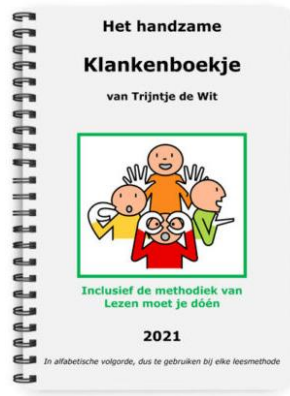 Het handzame
Klankenboekje
van Trijntje de Wit
Inclusief de methodiek van
Lezen moet je dóén
2021
In alfabetische volgorde, dus te gebruiken bij elke leesmethode